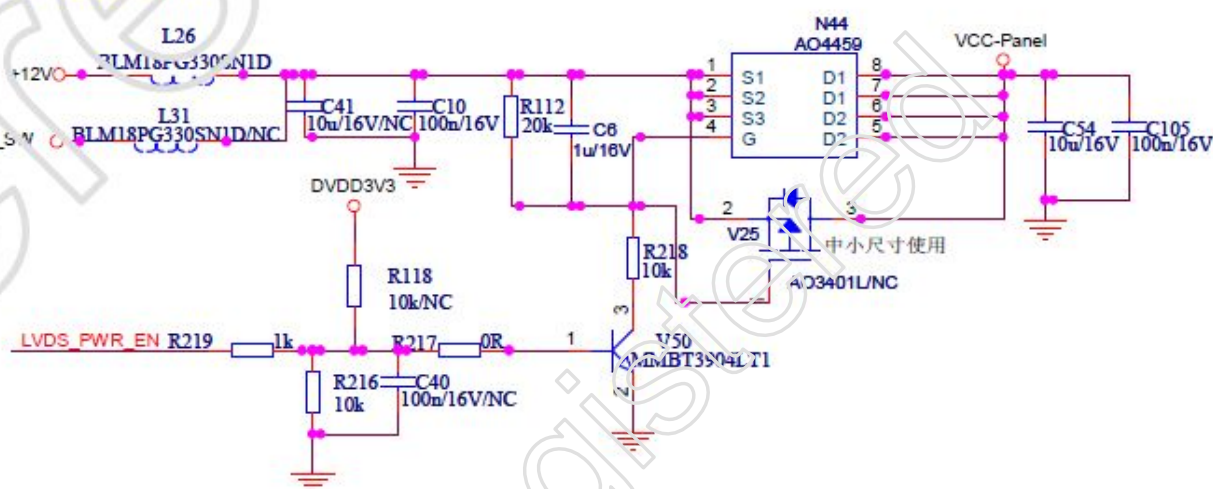 L26
BLM18PG330SN1D
+12V
L31
BLM18PG330SN1D/NC
_SW
C41
10u/16V/NC
C10
100n/16V
R112
20k
C6
1u/16V
N44
AO4459
1
2
3
4
S1
S2
S3
G
D1
D1
D2
D2
8
7
6
5
VCC-Panel
C54
10u/16V
C105
100n/16V
2
3
V25
中小尺寸使用
AO3401L/NC
DVDD3V3
R118
10k/NC
R218
10k
LVDS_PWR_EN
R219
1k
R217
0R
1
3
2
V50
MMBT3904LT1
R216
10k
C40
100n/16V/NC
gistered